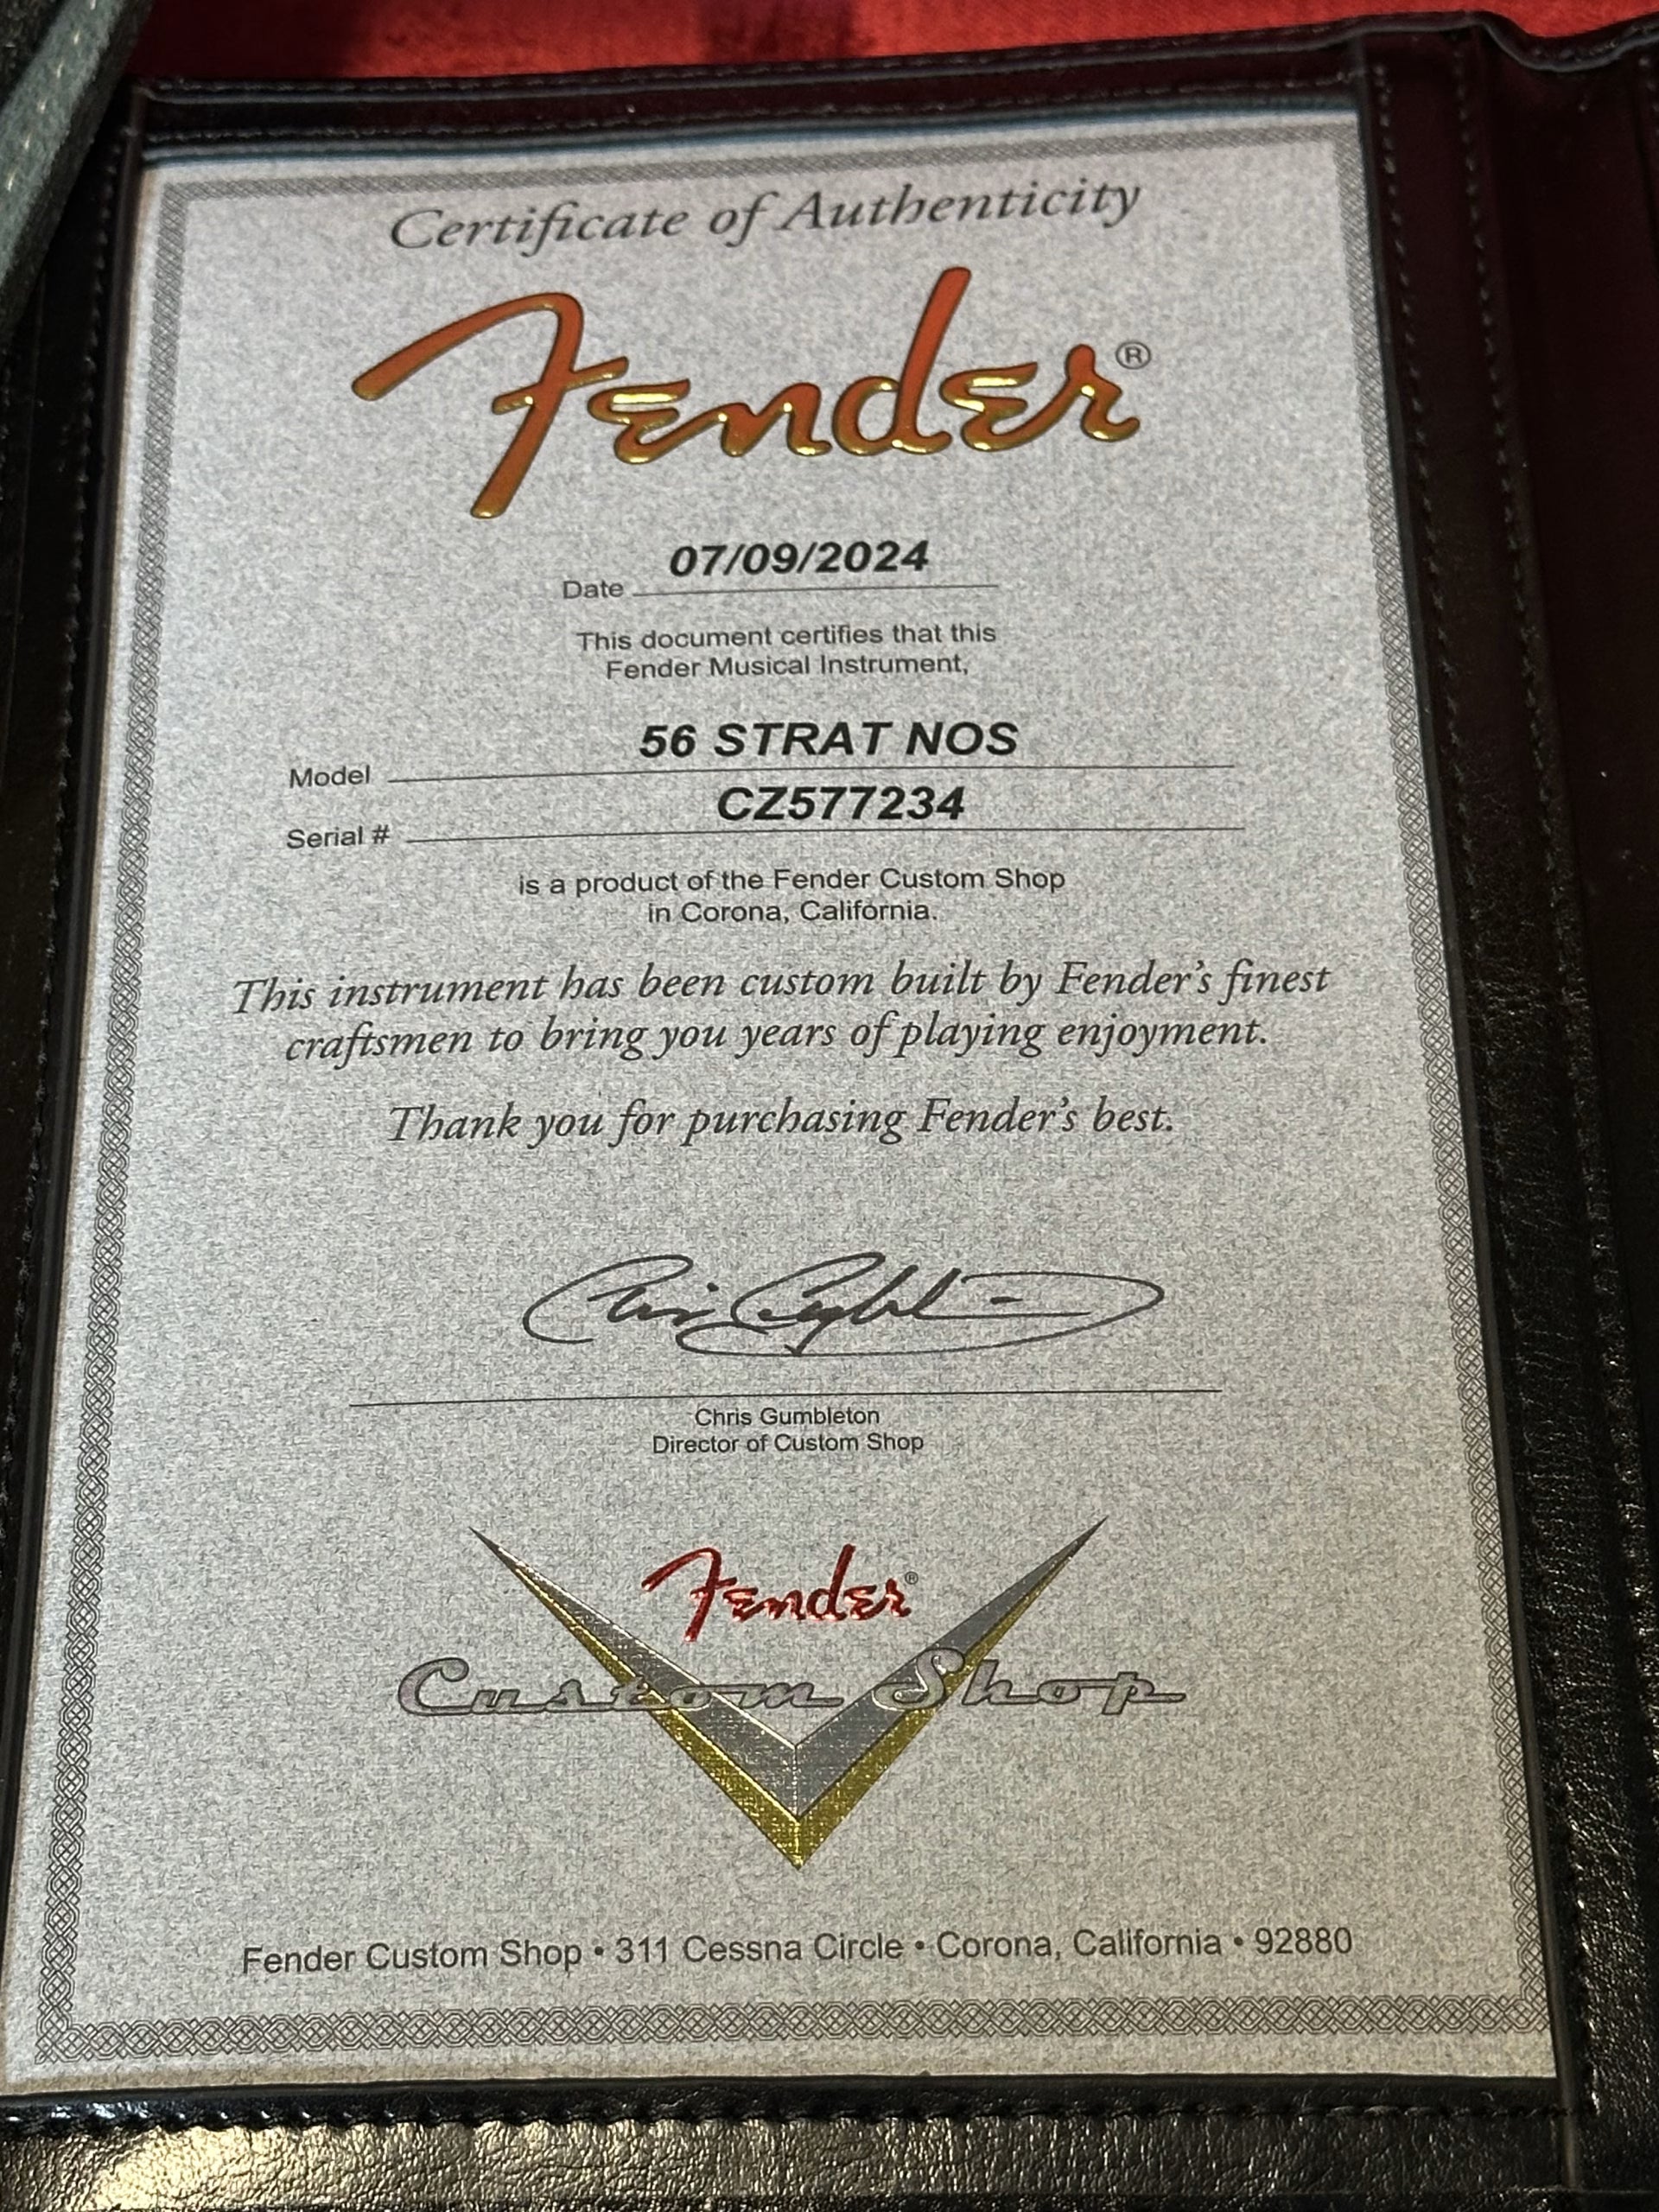 Certificate of Authenticity
Fender®
Date 07/09/2024
This document certifies that this
Fender Musical Instrument,
Model 56 STRAT NOS
Serial # CZ577234
is a product of the Fender Custom Shop
in Corona, California.
This instrument has been custom built by Fender's finest
craftsmen to bring you years of playing enjoyment.
Thank you for purchasing Fender's best.
Chris Gumbleton
Director of Custom Shop
Fender®
Custom Shop
Fender Custom Shop • 311 Cessna Circle • Corona, California • 92880